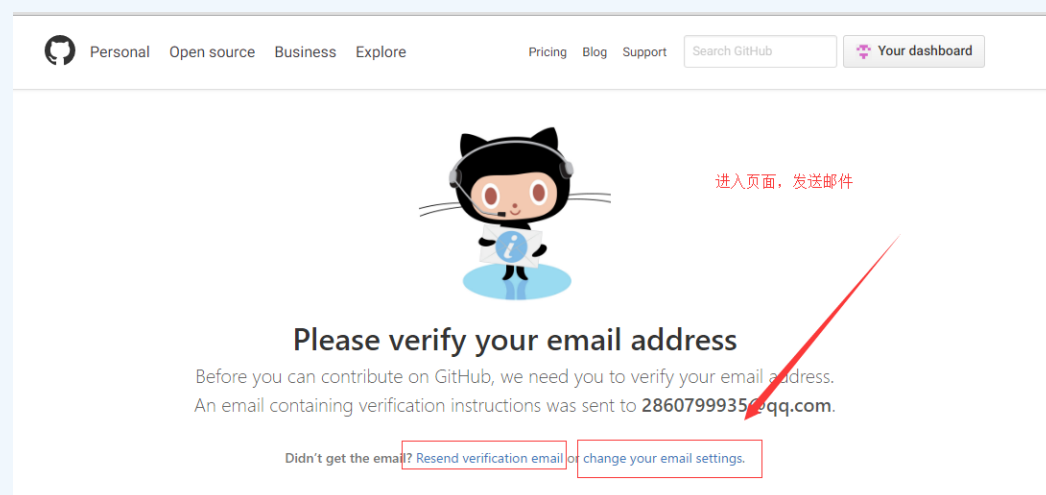 Personal Open source Business Explore Pricing Blog Support Search GitHub Your dashboard
进入页面，发送邮件
Please verify your email address
Before you can contribute on GitHub, we need you to verify your email address.
An email containing verification instructions was sent to 2860799935@qq.com.
Didn't get the email? Resend verification email or change your email settings.